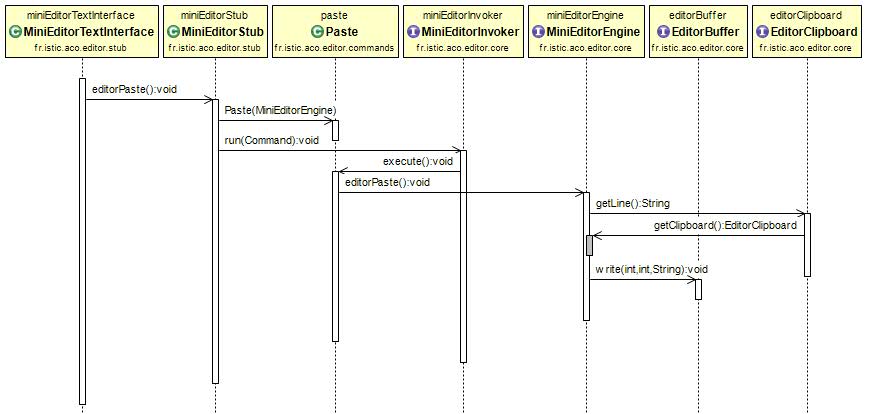 miniEditorTextInterface
C MiniEditorTextInterface
fr.istic.aco.editor.stub
miniEditorStub
C MiniEditorStub
fr.istic.aco.editor.stub
paste
C Paste
fr.istic.aco.editor.commands
miniEditorInvoker
I MiniEditorInvoker
fr.istic.aco.editor.core
miniEditorEngine
I MiniEditorEngine
fr.istic.aco.editor.core
editorBuffer
I EditorBuffer
fr.istic.aco.editor.core
editorClipboard
I EditorClipboard
fr.istic.aco.editor.core
editorPaste():void
Paste(MiniEditorEngine)
run(Command):void
execute():void
editorPaste():void
getLine():String
getClipboard():EditorClipboard
write(int,int,String):void